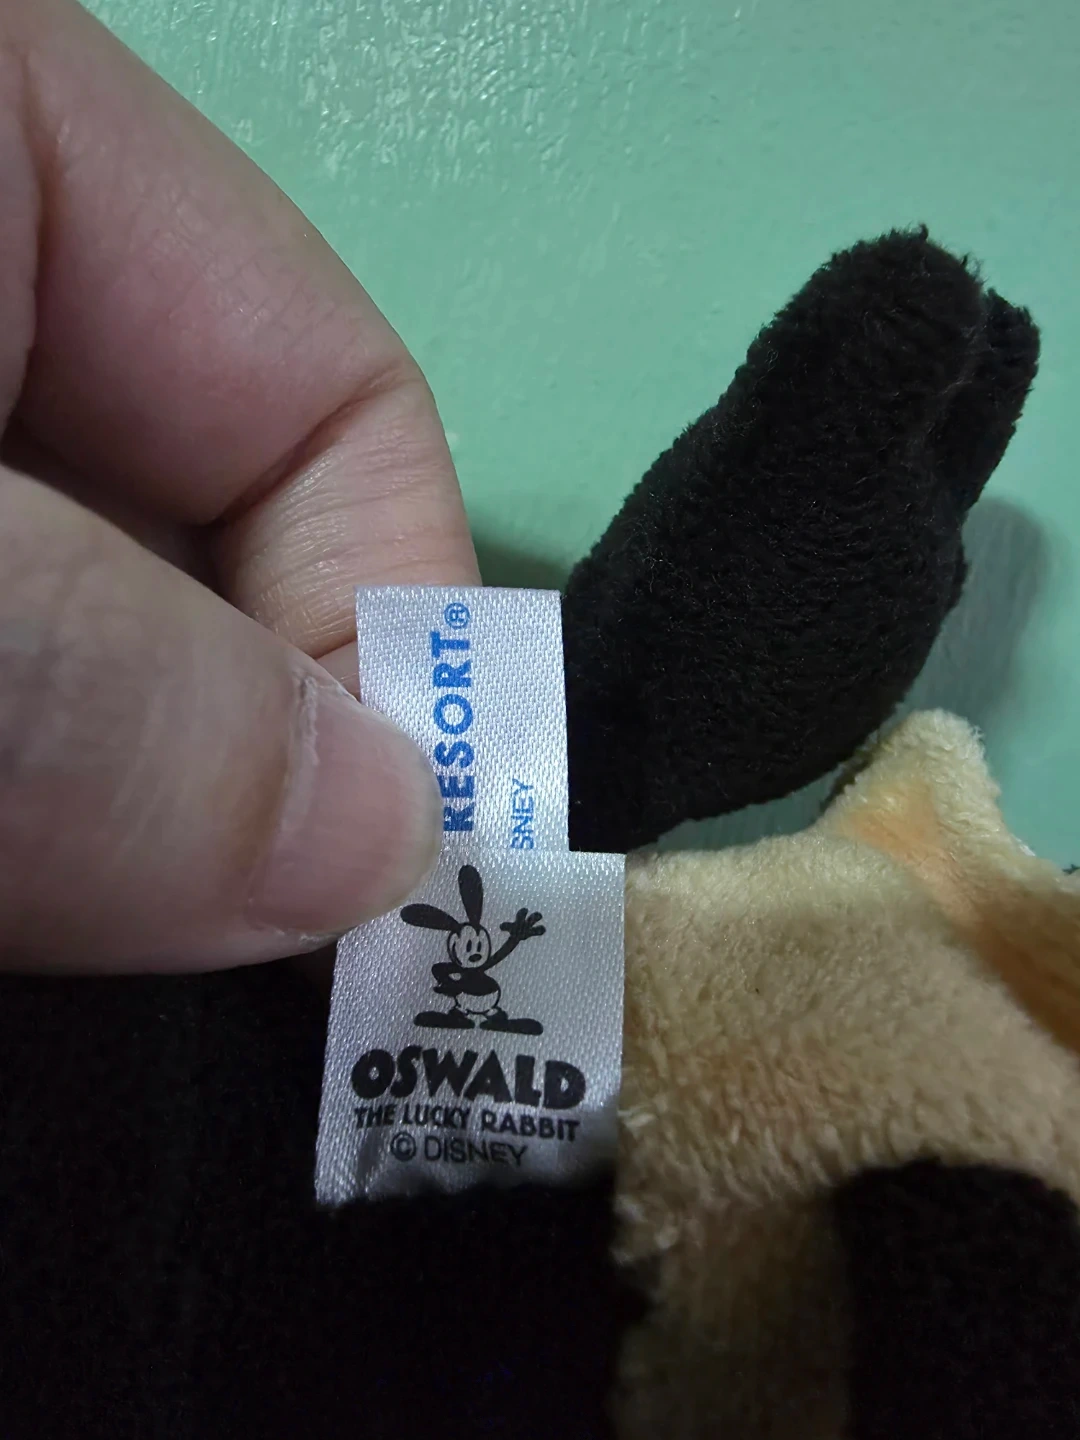 RESORT®
SNEY
OSWALD
THE LUCKY RABBIT
© DISNEY